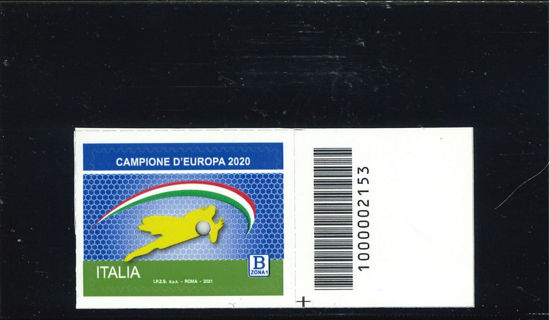 CAMPIONE D'EUROPA 2020
ITALIA
B
ZONA 1
I.P.Z.S. S.p.A. - ROMA - 2021
1000002153